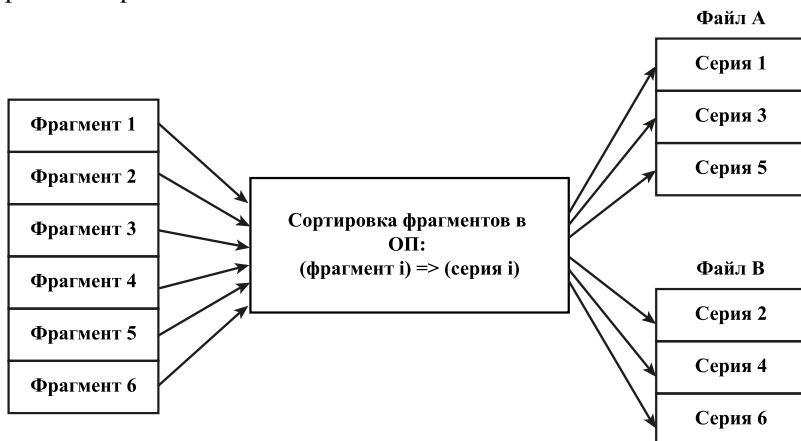 Файл А
Серия 1
Серия 3
Серия 5
Фрагмент 1
Фрагмент 2
Фрагмент 3
Фрагмент 4
Фрагмент 5
Фрагмент 6
Сортировка фрагментов в
ОП:
(фрагмент i) => (серия i)
Файл В
Серия 2
Серия 4
Серия 6